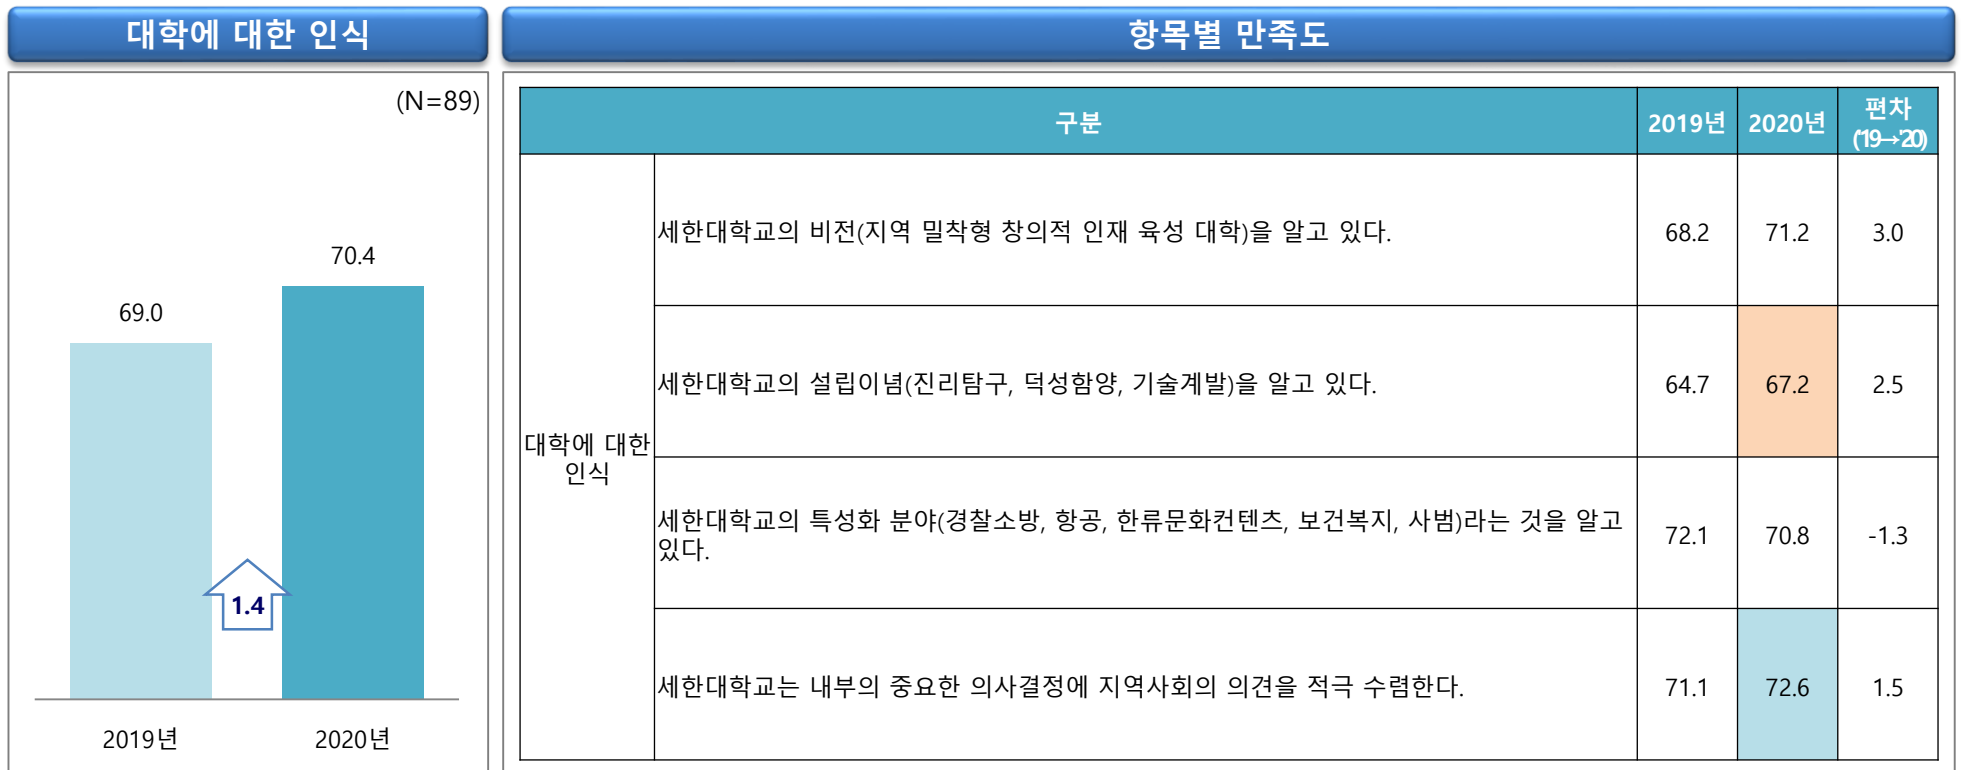 대학에 대한 인식
항목별 만족도
(N=89)
69.0
70.4
1.4
2019년
2020년
구분
2019년
2020년
편차
('19→'20)
대학에 대한
인식
세한대학교의 비전(지역 밀착형 창의적 인재 육성 대학)을 알고 있다.
68.2
71.2
3.0
세한대학교의 설립이념(진리탐구, 덕성함양, 기술계발)을 알고 있다.
64.7
67.2
2.5
세한대학교의 특성화 분야(경찰소방, 항공, 한류문화컨텐츠, 보건복지, 사범)라는 것을 알고
있다.
72.1
70.8
-1.3
세한대학교는 내부의 중요한 의사결정에 지역사회의 의견을 적극 수렴한다.
71.1
72.6
1.5